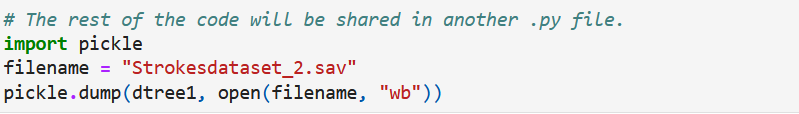 # The rest of the code will be shared in another .py file.
import pickle
filename = "Strokesdataset_2.sav"
pickle.dump(dtree1, open(filename, "wb"))